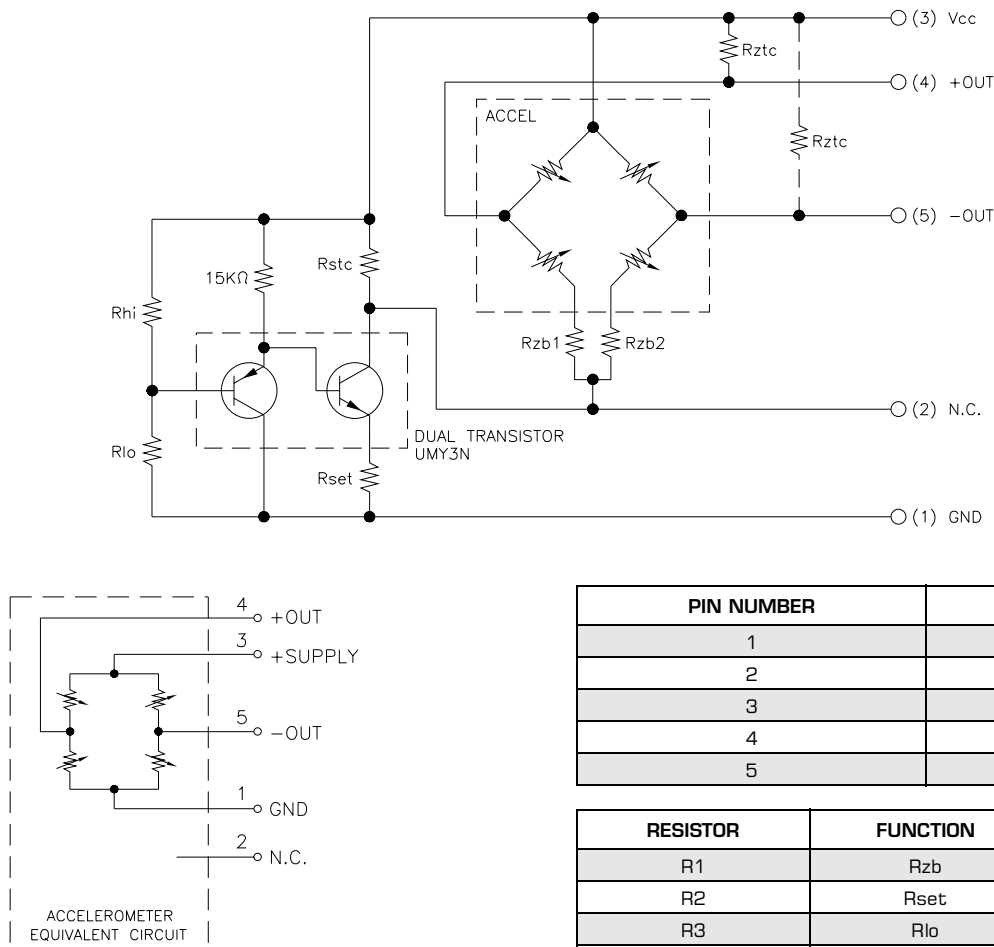 (3) Vcc
Rztc
(4) +OUT
ACCEL
Rztc
(5) -OUT
Rstc
15KΩ
Rhi
Rzb1
Rzb2
(2) N.C.
DUAL TRANSISTOR
UMY3N
Rlo
Rset
(1) GND
4
+OUT
3
+SUPPLY
5
-OUT
1
GND
2
N.C.
ACCELEROMETER
EQUIVALENT CIRCUIT
PIN NUMBER
1
2
3
4
5
RESISTOR FUNCTION
R1 Rzb
R2 Rset
R3 Rlo